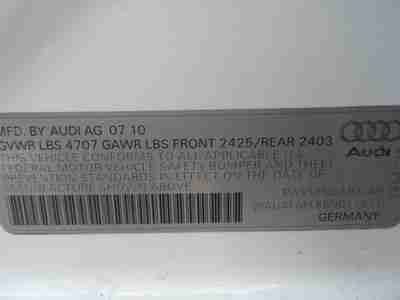 MFD. BY AUDI AG 07 10
GVWR LBS 4707 GAWR LBS FRONT 2425/REAR 2403
THIS VEHICLE CONFORMS TO ALL APPLICABLE U.S.
FEDERAL MOTOR VEHICLE SAFETY, BUMPER AND THEFT
PREVENTION STANDARDS IN EFFECT ON THE DATE OF
MANUFACTURE SHOWN ABOVE
Audi
GERMANY